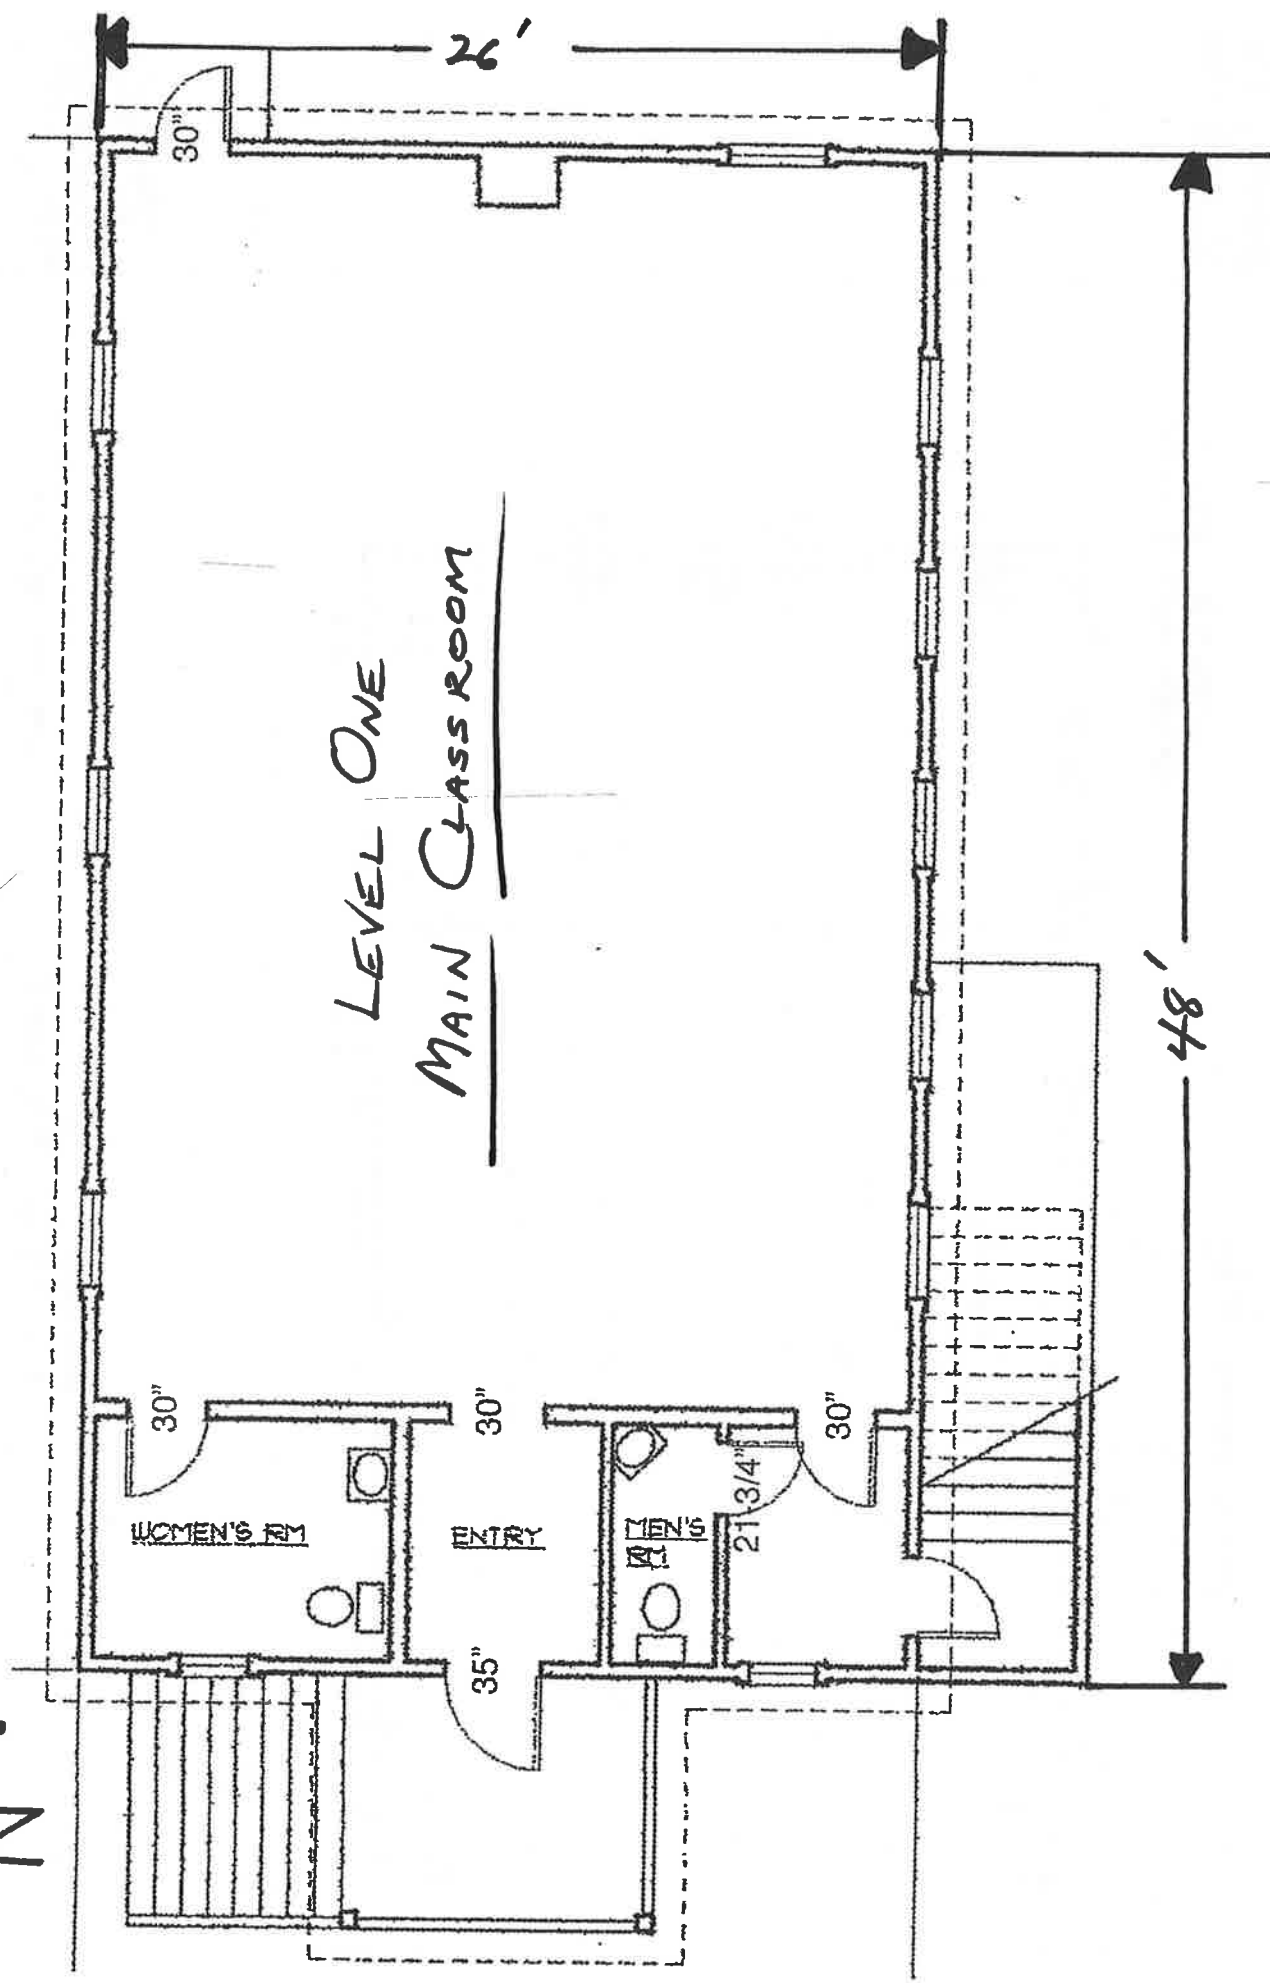 26'
30"
LEVEL ONE
MAIN CLASSROOM
48'
30"
30"
30"
WOMEN'S RM
ENTRY
MEN'S
RM
21-3/4"
35"
N